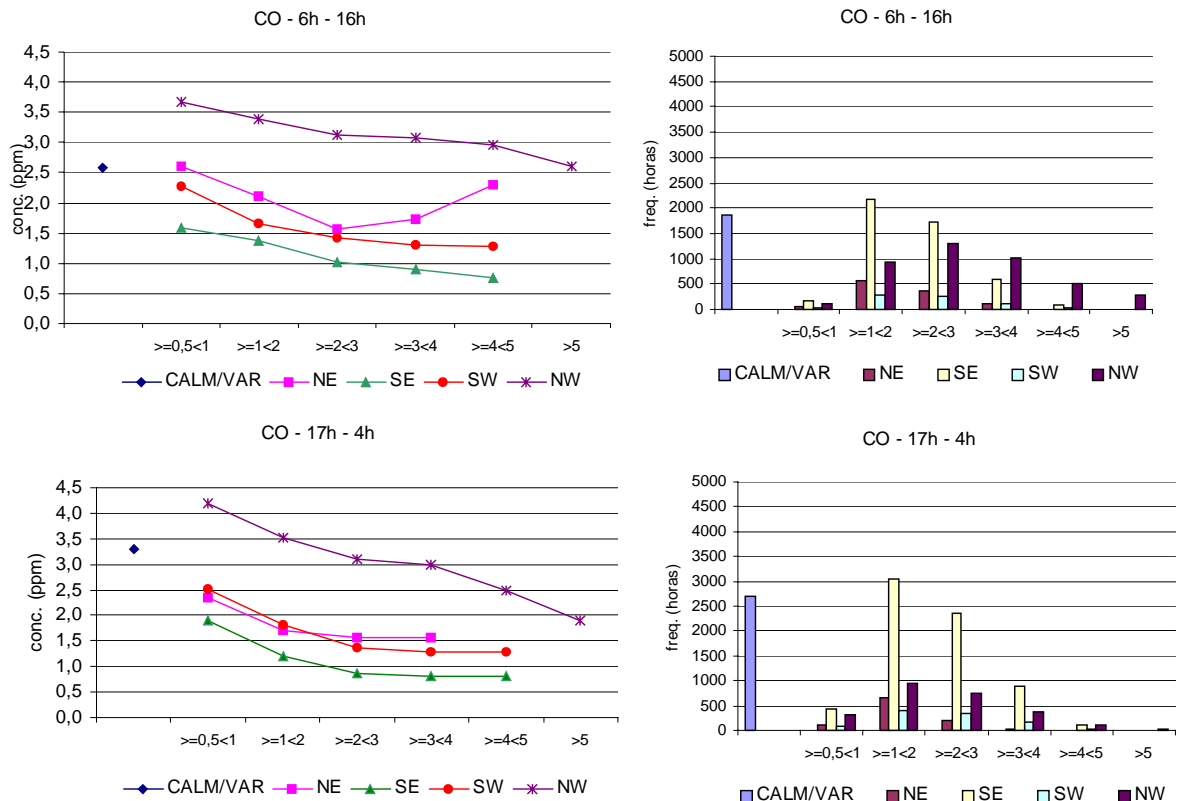 CO - 6h - 16h
4,5
4,0
3,5
3,0
2,5
2,0
1,5
1,0
0,5
0,0
conc. (ppm)
>=0,5<1 >=1<2 >=2<3 >=3<4 >=4<5 >5
CALM/VAR NE SE SW NW
CO - 6h - 16h
5000
4500
4000
3500
3000
2500
2000
1500
1000
500
0
freq. (horas)
>=0,5<1 >=1<2 >=2<3 >=3<4 >=4<5 >5
CALM/VAR NE SE SW NW
CO - 17h - 4h
4,5
4,0
3,5
3,0
2,5
2,0
1,5
1,0
0,5
0,0
conc. (ppm)
>=0,5<1 >=1<2 >=2<3 >=3<4 >=4<5 >5
CALM/VAR NE SE SW NW
CO - 17h - 4h
5000
4500
4000
3500
3000
2500
2000
1500
1000
500
0
freq. (horas)
>=0,5<1 >=1<2 >=2<3 >=3<4 >=4<5 >5
CALM/VAR NE SE SW NW